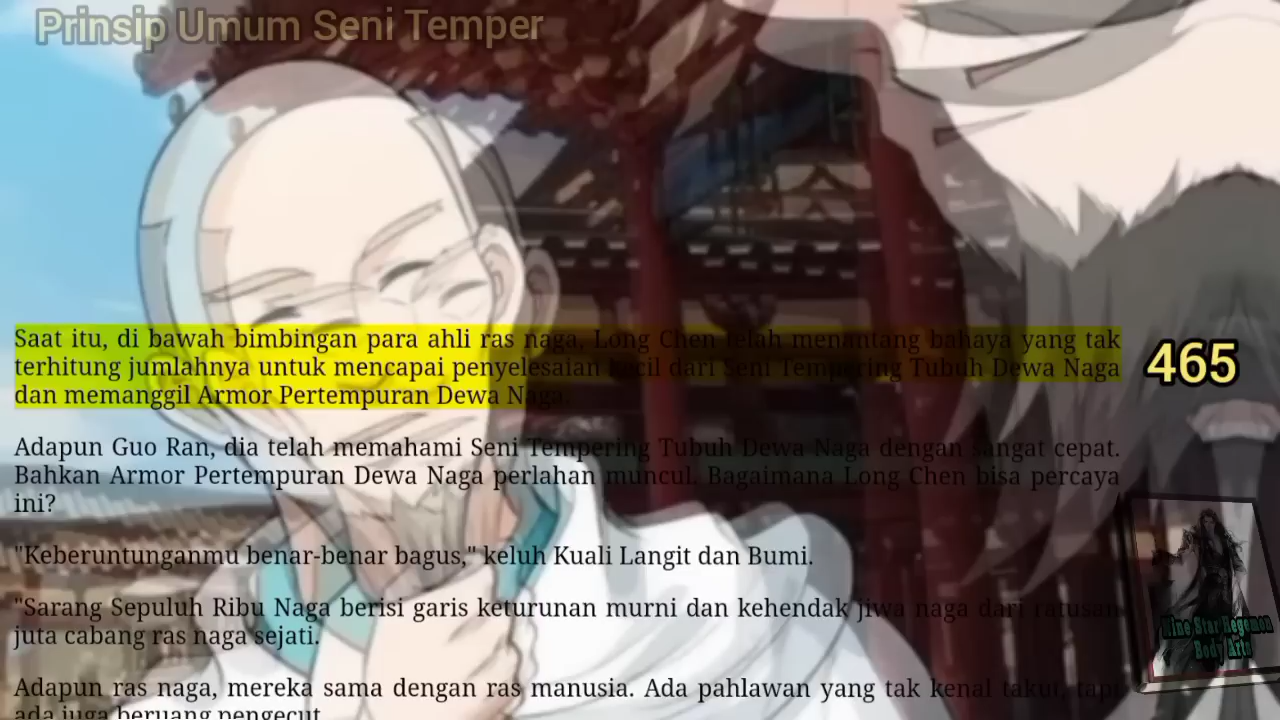 Prinsip Umum Seni Temper
Saat itu, di bawah bimbingan para ahli ras naga, Long Chen telah menantang bahaya yang tak
terhitung jumlahnya untuk mencapai penyelesaian kecil dari Seni Tempering Tubuh Dewa Naga
dan memanggil Armor Pertempuran Dewa Naga.
465
Adapun Guo Ran, dia telah memahami Seni Tempering Tubuh Dewa Naga dengan sangat cepat.
Bahkan Armor Pertempuran Dewa Naga perlahan muncul. Bagaimana Long Chen bisa percaya
ini?
"Keberuntunganmu benar-benar bagus," keluh Kuali Langit dan Bumi.
"Sarang Sepuluh Ribu Naga berisi garis keturunan murni dan kehendak jiwa naga dari ratusan
juta cabang ras naga sejati.
Adapun ras naga, mereka sama dengan ras manusia. Ada pahlawan yang tak kenal takut, tapi
ada juga beruang pengecut.
Nine Star Hegemon
Body Arts